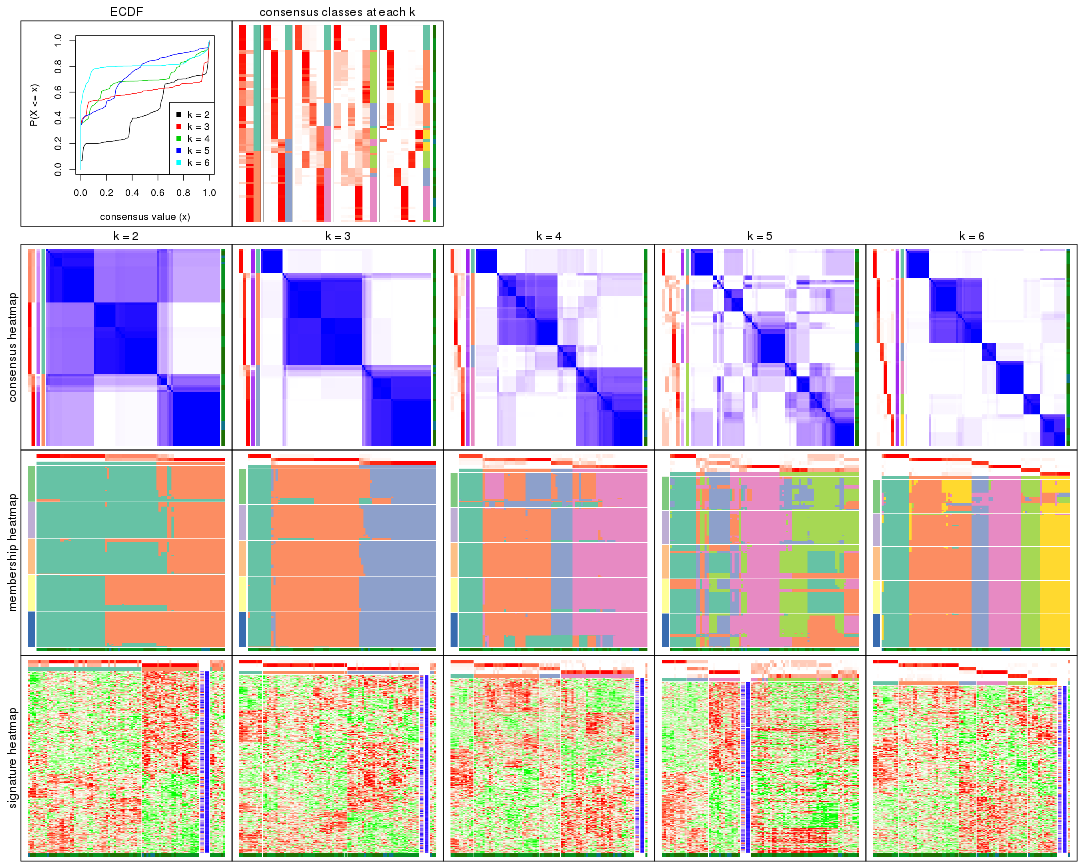 ECDF
consensus classes at each k
P(X <= x)
0.0
0.2
0.4
0.6
0.8
1.0
k = 2
k = 3
k = 4
k = 5
k = 6
0.0 0.2 0.4 0.6 0.8 1.0
consensus value (x)
k = 2
k = 3
k = 4
k = 5
k = 6
consensus heatmap
membership heatmap
signature heatmap